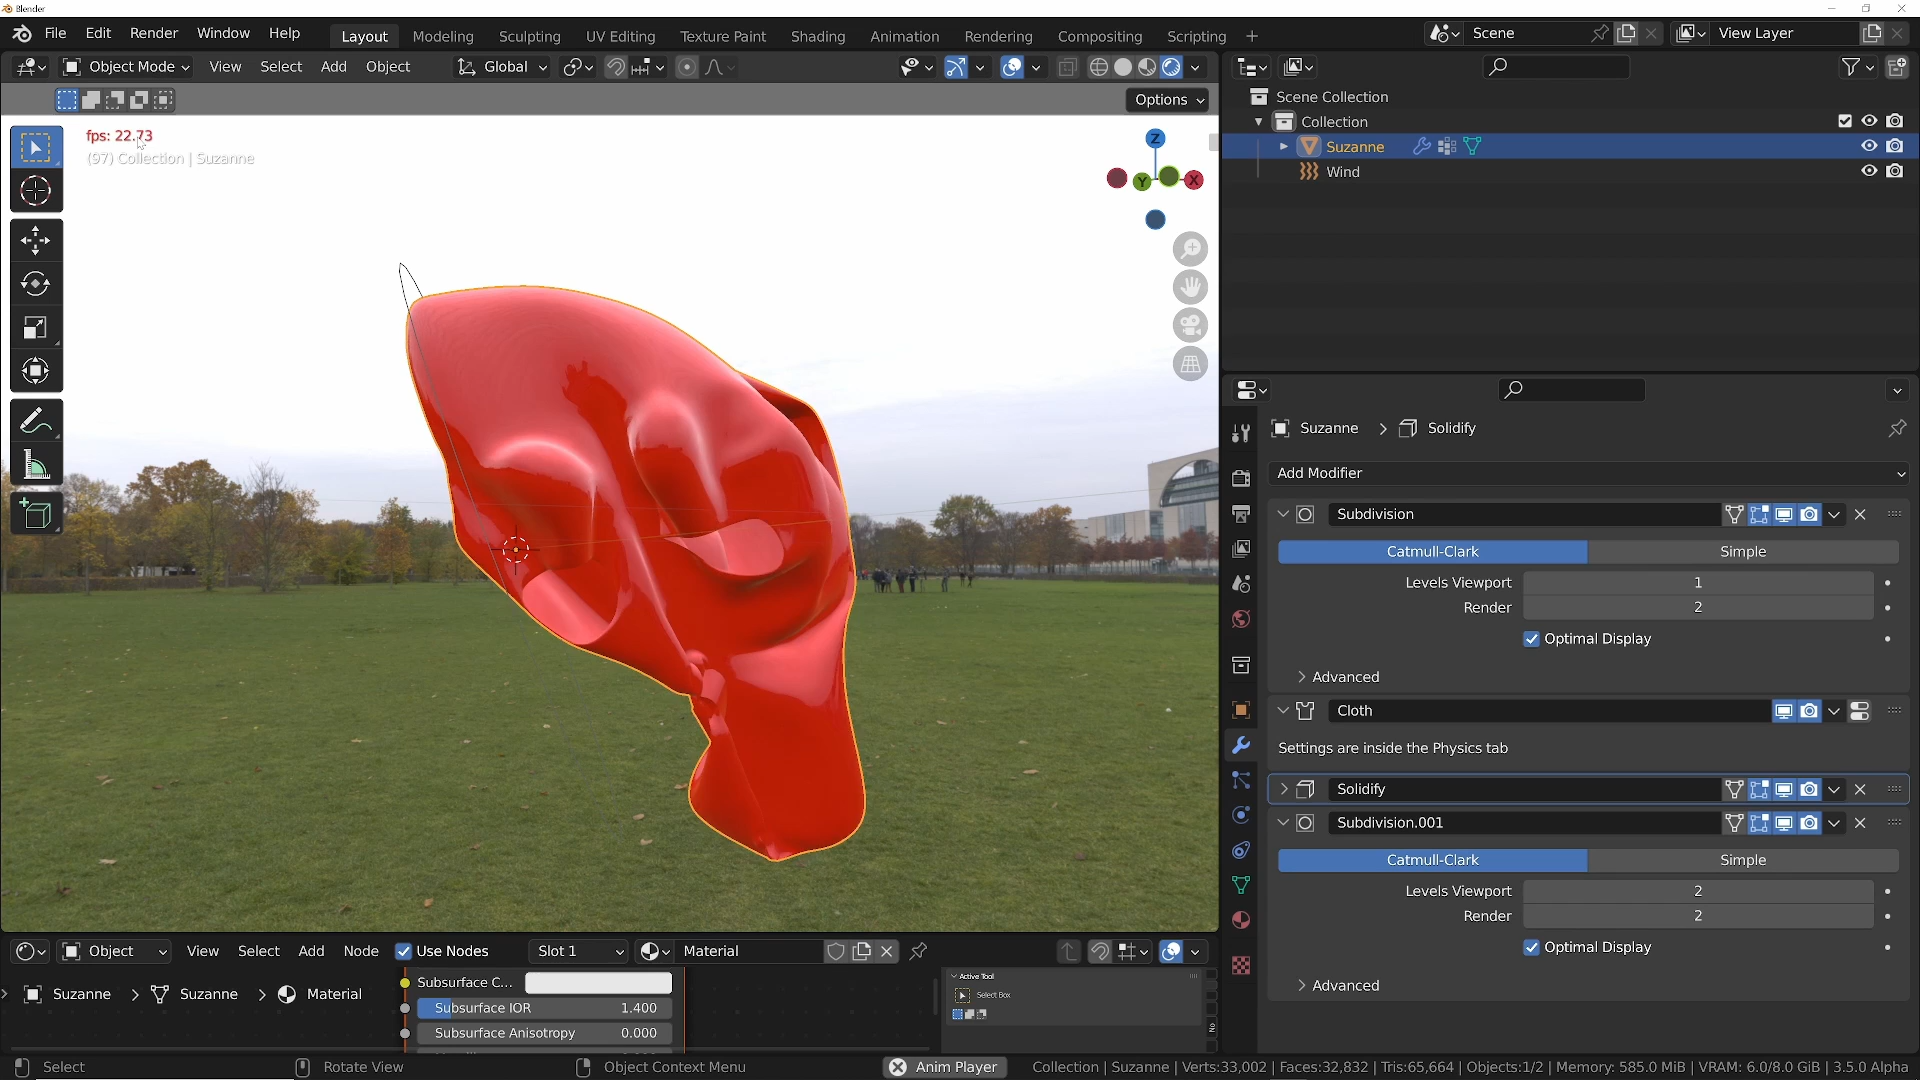 Blender
File Edit Render Window Help
Layout Modeling Sculpting UV Editing Texture Paint Shading Animation Rendering Compositing Scripting +
Scene
View Layer
Object Mode View Select Add Object Global
Options
fps: 22.73
(97) Collection | Suzanne
Z
Y
X
Scene Collection
Collection
Suzanne
Wind
Suzanne > Solidify
Add Modifier
Subdivision
Catmull-Clark Simple
Levels Viewport 1
Render 2
Optimal Display
Advanced
Cloth
Settings are inside the Physics tab
Solidify
Subdivision.001
Catmull-Clark Simple
Levels Viewport 2
Render 2
Optimal Display
Advanced
Object View Select Add Node Use Nodes Slot 1 Material
Suzanne > Suzanne > Material
Subsurface C...
Subsurface IOR 1.400
Subsurface Anisotropy 0.000
Active Tool
Select Box
No
Select Rotate View Object Context Menu Anim Player Collection | Suzanne | Verts:33,002 | Faces:32,832 | Tris:65,664 | Objects:1/2 | Memory: 585.0 MiB | VRAM: 6.0/8.0 GiB | 3.5.0 Alpha